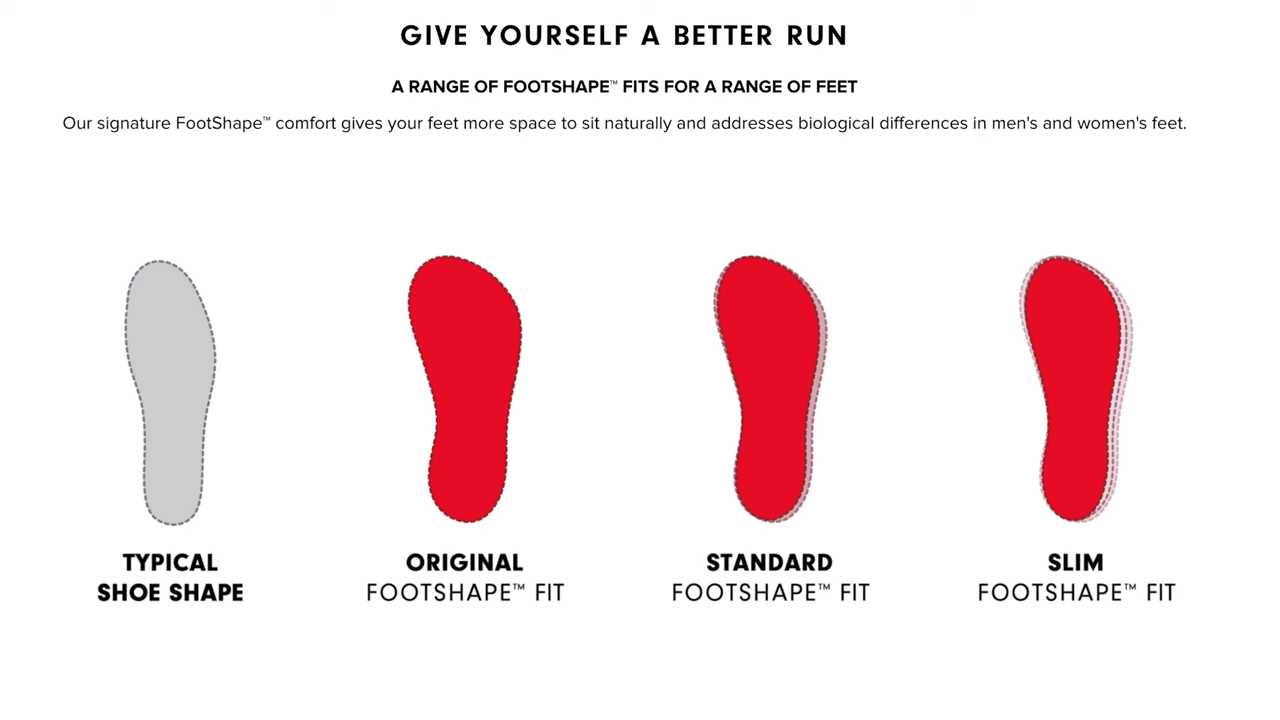 GIVE YOURSELF A BETTER RUN
A RANGE OF FOOTSHAPE™ FITS FOR A RANGE OF FEET
Our signature FootShape™ comfort gives your feet more space to sit naturally and addresses biological differences in men's and women's feet.
TYPICAL
SHOE SHAPE
ORIGINAL
FOOTSHAPE™ FIT
STANDARD
FOOTSHAPE™ FIT
SLIM
FOOTSHAPE™ FIT